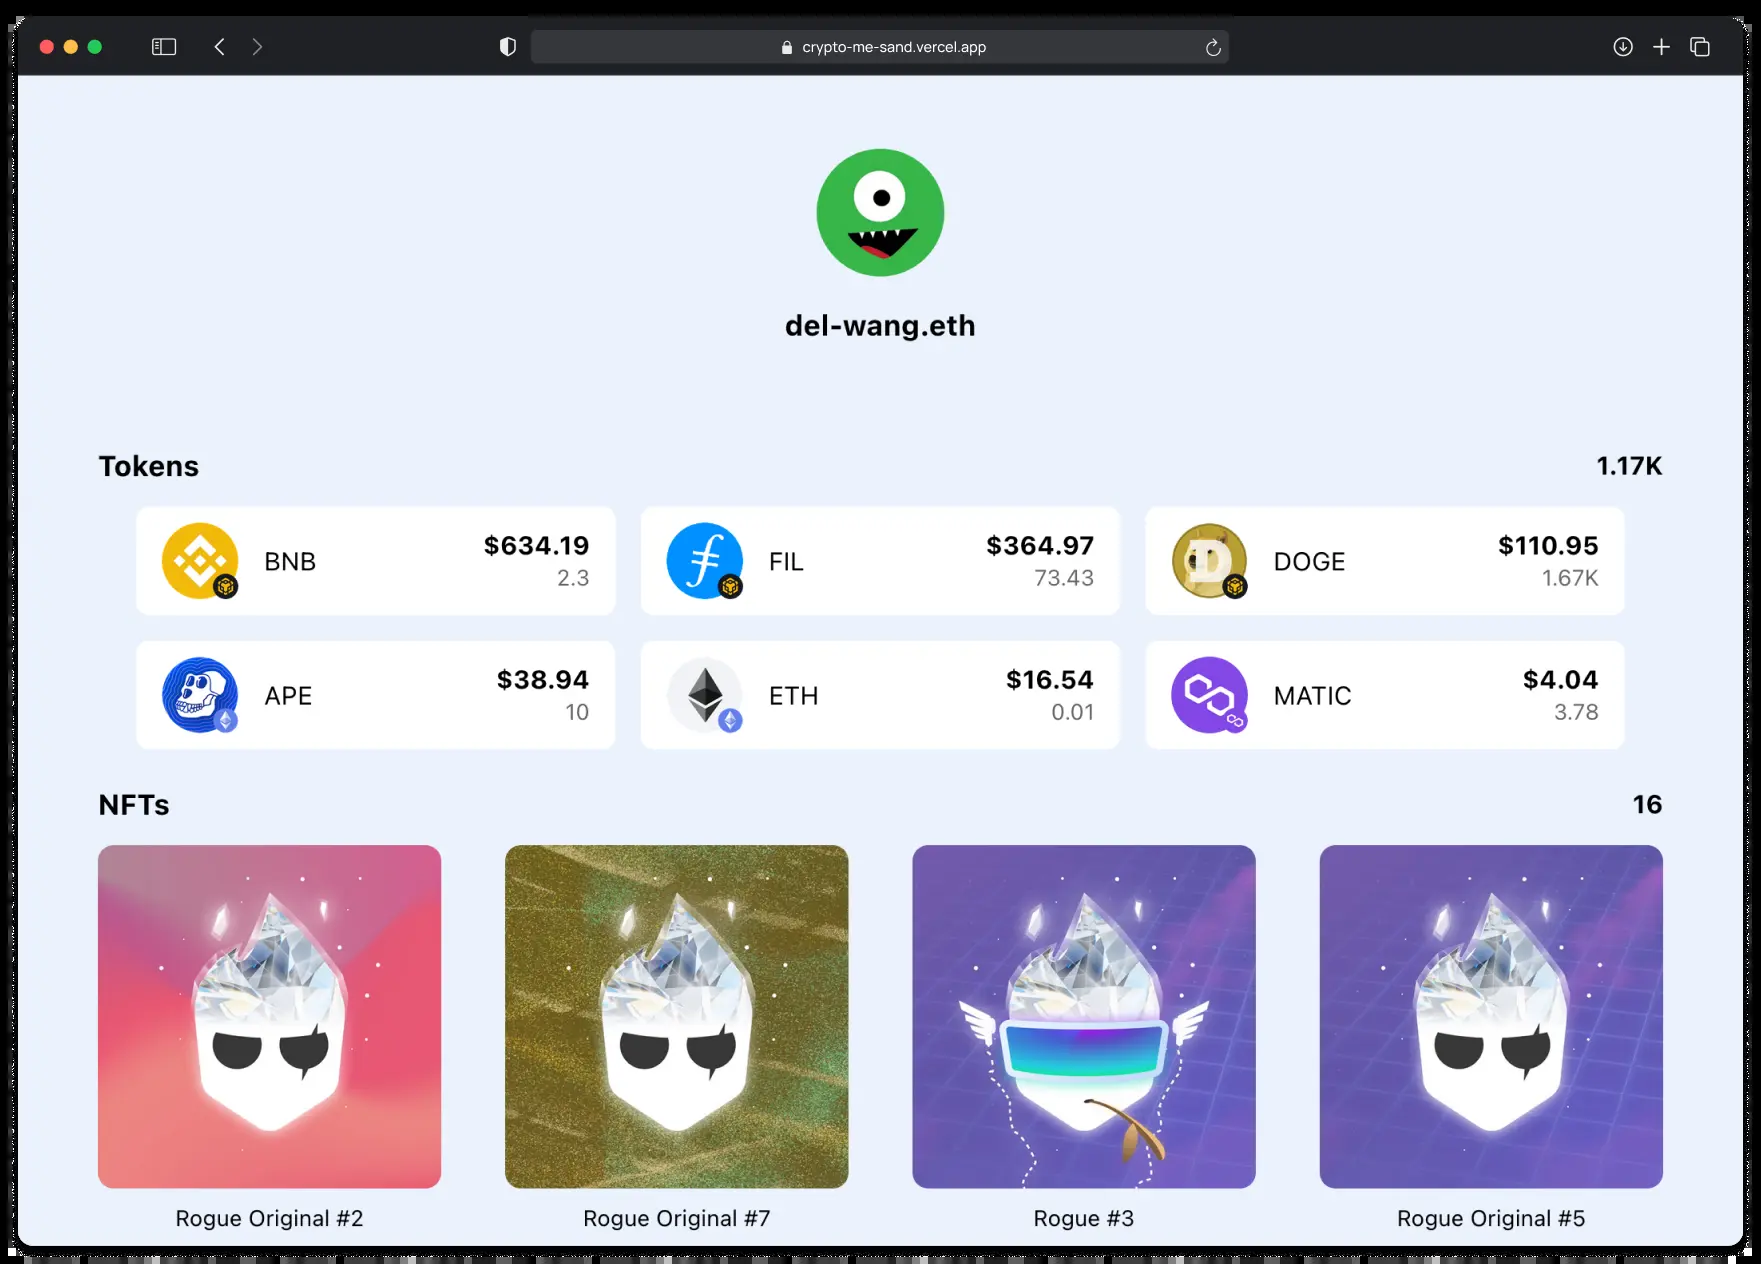 crypto-me-sand.vercel.app
del-wang.eth
Tokens 1.17K
BNB $634.19 2.3
FIL $364.97 73.43
DOGE $110.95 1.67K
APE $38.94 10
ETH $16.54 0.01
MATIC $4.04 3.78
NFTs 16
Rogue Original #2
Rogue Original #7
Rogue #3
Rogue Original #5